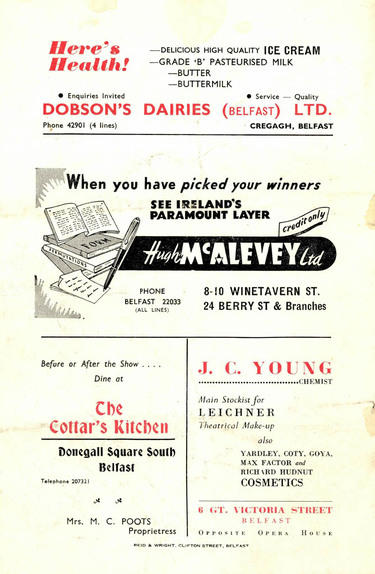 Here's
Health!
—DELICIOUS HIGH QUALITY ICE CREAM
—GRADE 'B' PASTEURISED MILK
—BUTTER
—BUTTERMILK
● Enquiries Invited ● Service — Quality
DOBSON'S DAIRIES (BELFAST) LTD.
Phone 42901 (4 lines) CREGAGH, BELFAST
When you have picked your winners
SEE IRELAND'S
PARAMOUNT LAYER
credit only
FORM
PERMUTATIONS
Hugh McALEVEY Ltd
PHONE
BELFAST 22033
(ALL LINES)
8-10 WINETAVERN ST.
24 BERRY ST & Branches
Before or After the Show . . . .
Dine at
The
Cottar's Kitchen
Donegall Square South
Belfast
Telephone 207321
Mrs. M. C. POOTS
Proprietress
J. C. YOUNG
CHEMIST
Main Stockist for
LEICHNER
Theatrical Make-up
also
YARDLEY, COTY, GOYA,
MAX FACTOR and
RICHARD HUDNUT
COSMETICS
6 GT. VICTORIA STREET
BELFAST
OPPOSITE OPERA HOUSE
REID & WRIGHT, CLIFTON STREET, BELFAST